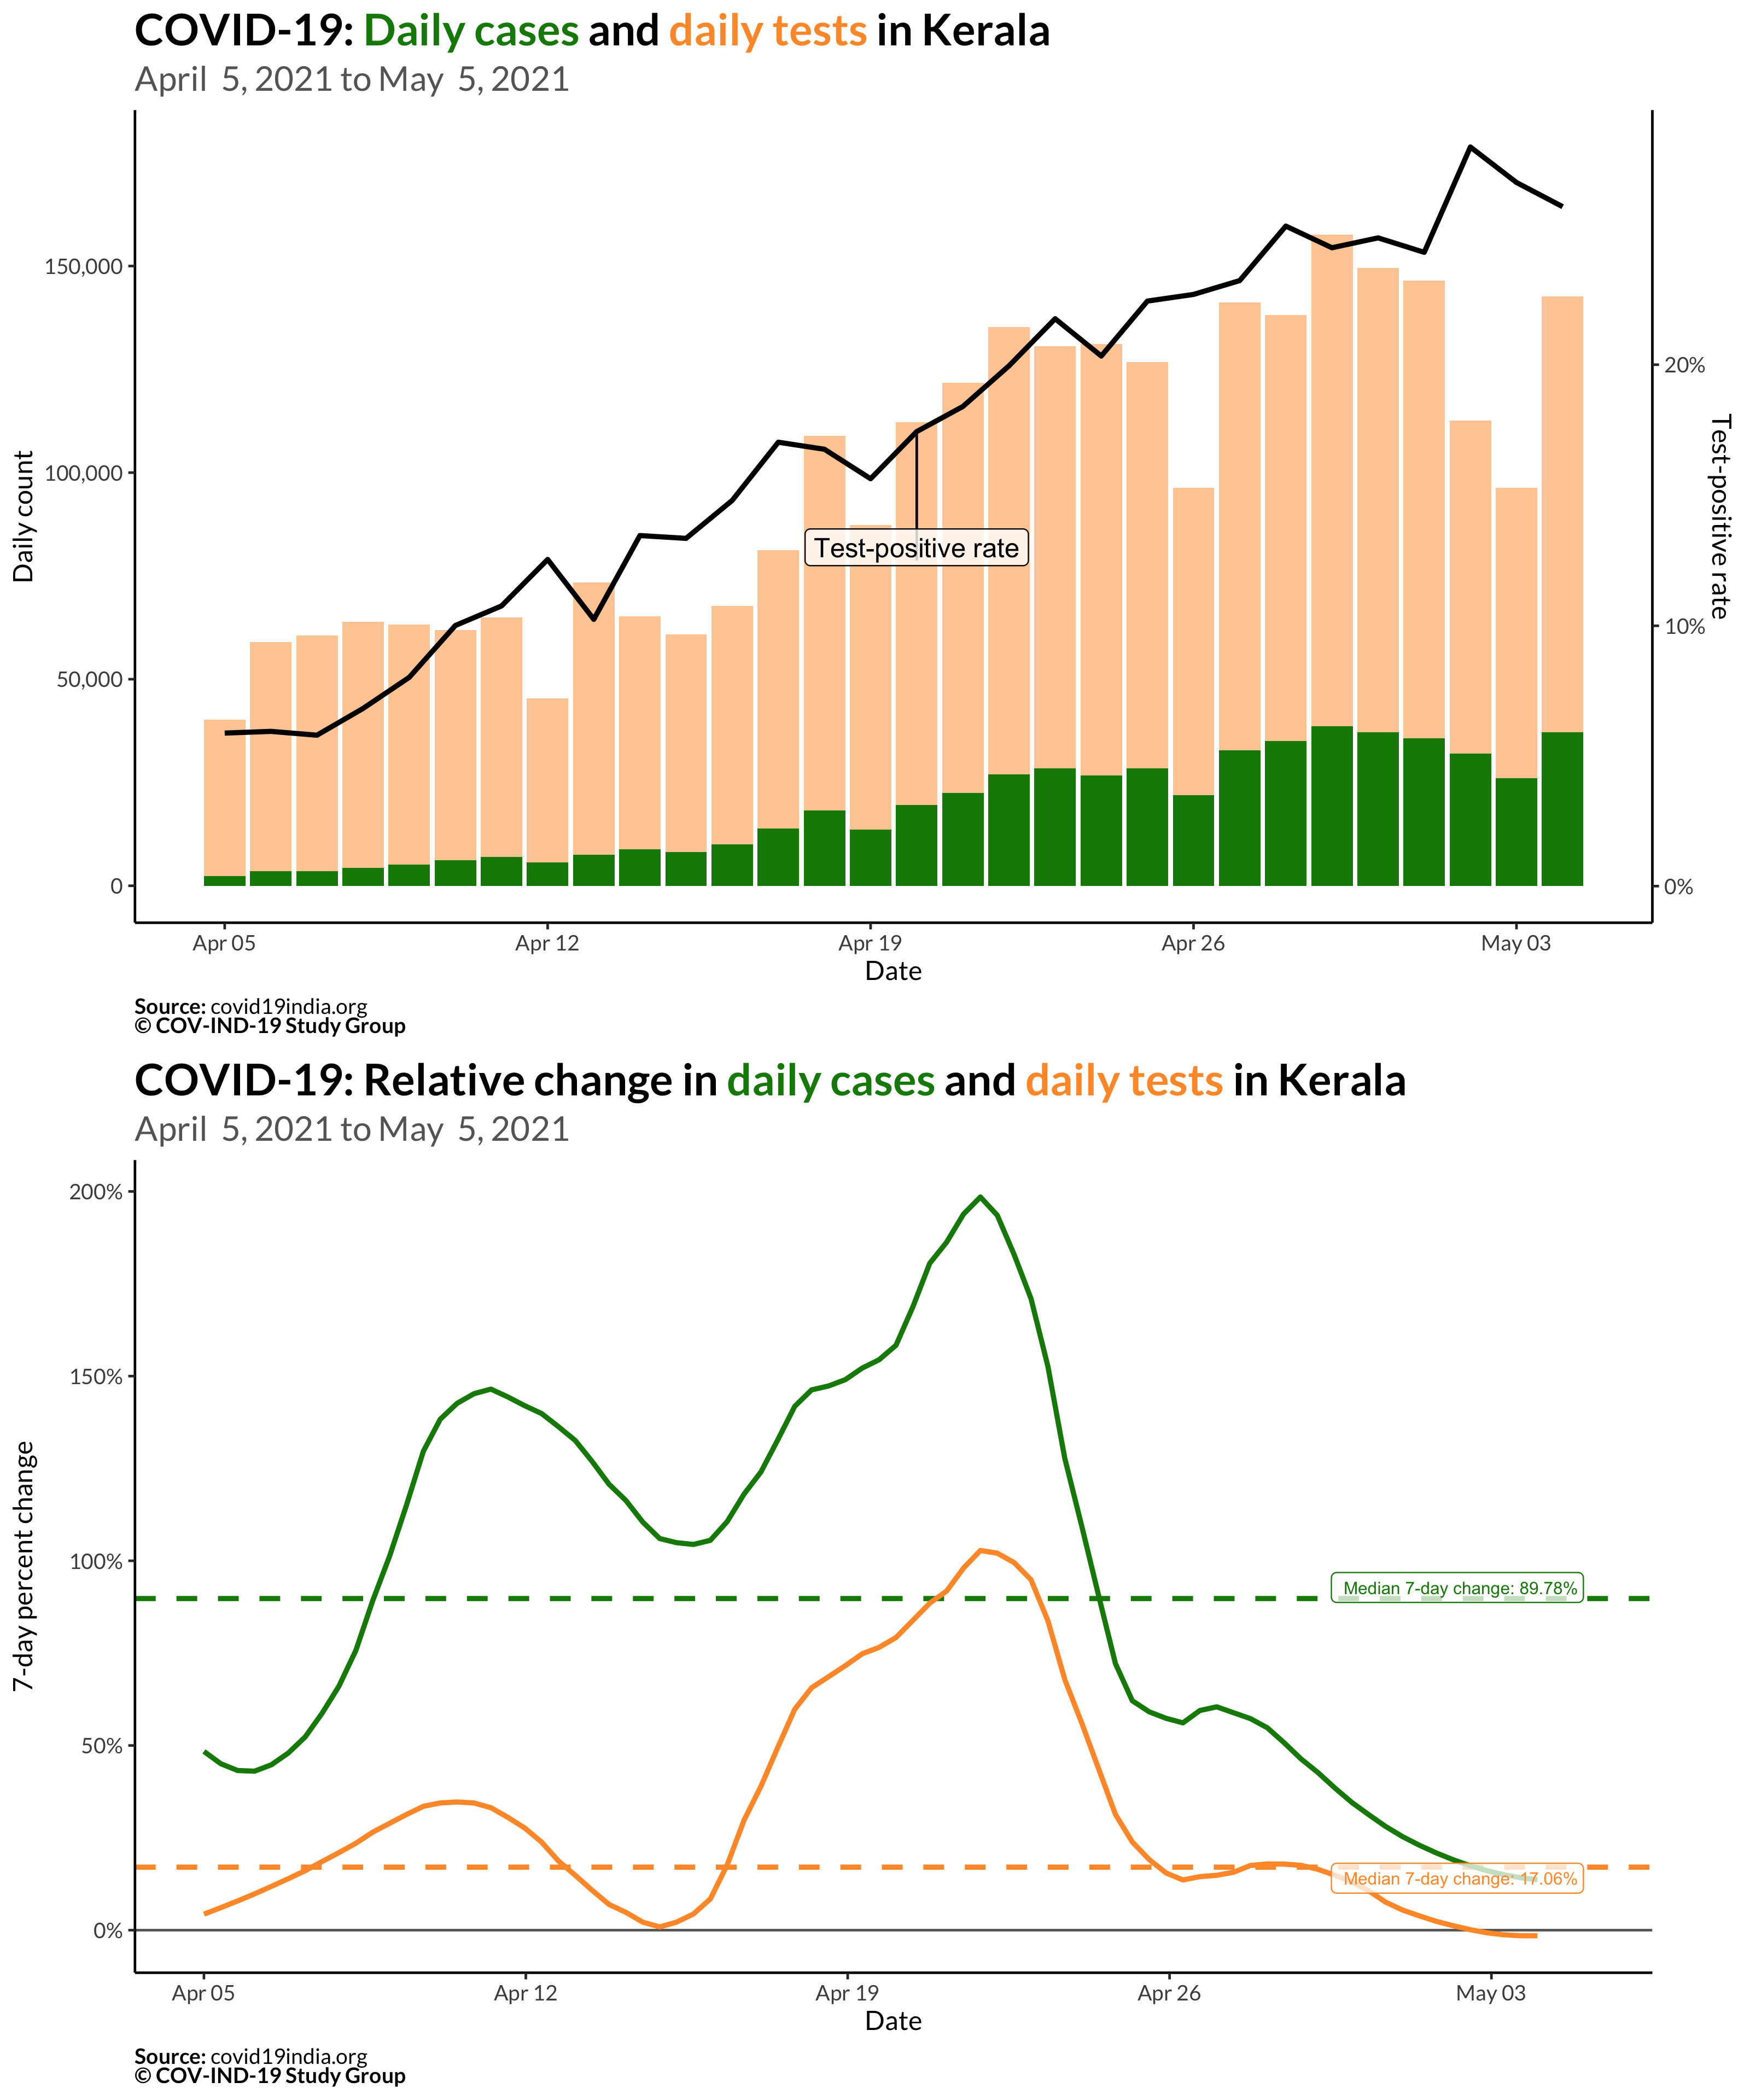 COVID-19: Daily cases and daily tests in Kerala
April 5, 2021 to May 5, 2021
150,000
100,000
50,000
0
Daily count
20%
10%
0%
Test-positive rate
Test-positive rate
Apr 05
Apr 12
Apr 19
Apr 26
May 03
Date
Source: covid19india.org
© COV-IND-19 Study Group
COVID-19: Relative change in daily cases and daily tests in Kerala
April 5, 2021 to May 5, 2021
200%
150%
100%
50%
0%
7-day percent change
Median 7-day change: 89.78%
Median 7-day change: 17.06%
Apr 05
Apr 12
Apr 19
Apr 26
May 03
Date
Source: covid19india.org
© COV-IND-19 Study Group